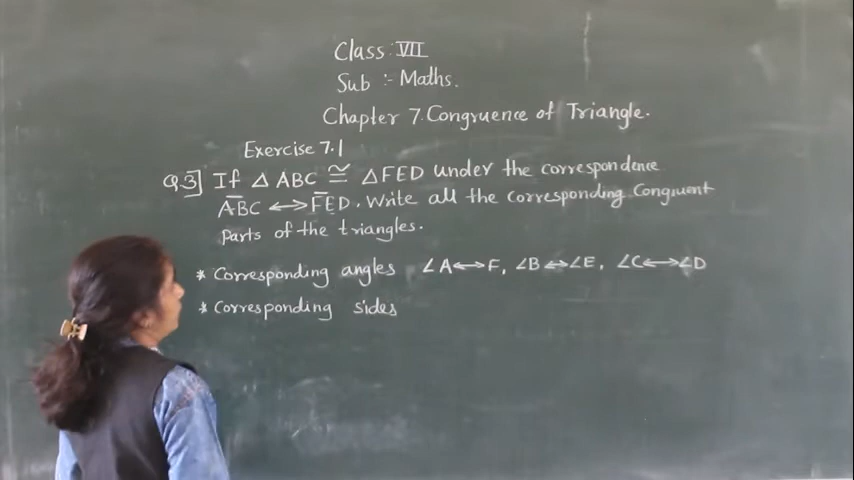 Class: VII
Sub :- Maths.
Chapter 7. Congruence of Triangle.
Exercise 7.1
Q3] If △ ABC ≅ △FED under the correspondence
ABC ↔ FED. Write all the corresponding Congruent
parts of the triangles.
* Corresponding angles ∠A↔F, ∠B↔∠E, ∠C↔∠D
* Corresponding sides